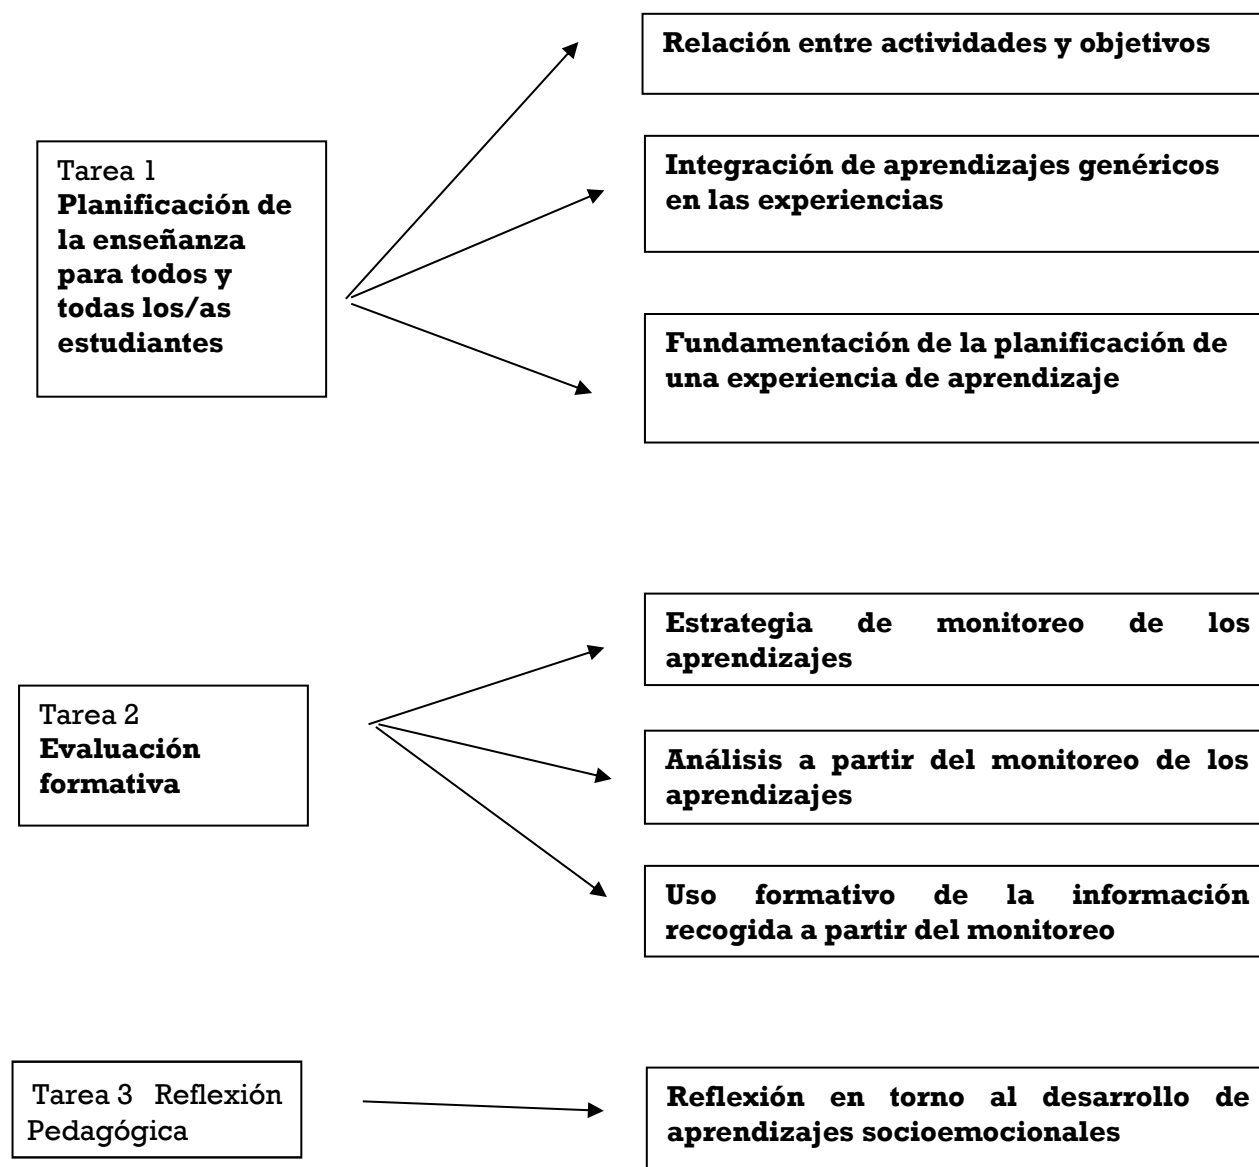 Tarea 1
Planificación de
la enseñanza
para todos y
todas los/as
estudiantes
Relación entre actividades y objetivos
Integración de aprendizajes genéricos
en las experiencias
Fundamentación de la planificación de
una experiencia de aprendizaje
Tarea 2
Evaluación
formativa
Estrategia de monitoreo de los
aprendizajes
Análisis a partir del monitoreo de los
aprendizajes
Uso formativo de la información
recogida a partir del monitoreo
Tarea 3 Reflexión
Pedagógica
Reflexión en torno al desarrollo de
aprendizajes socioemocionales